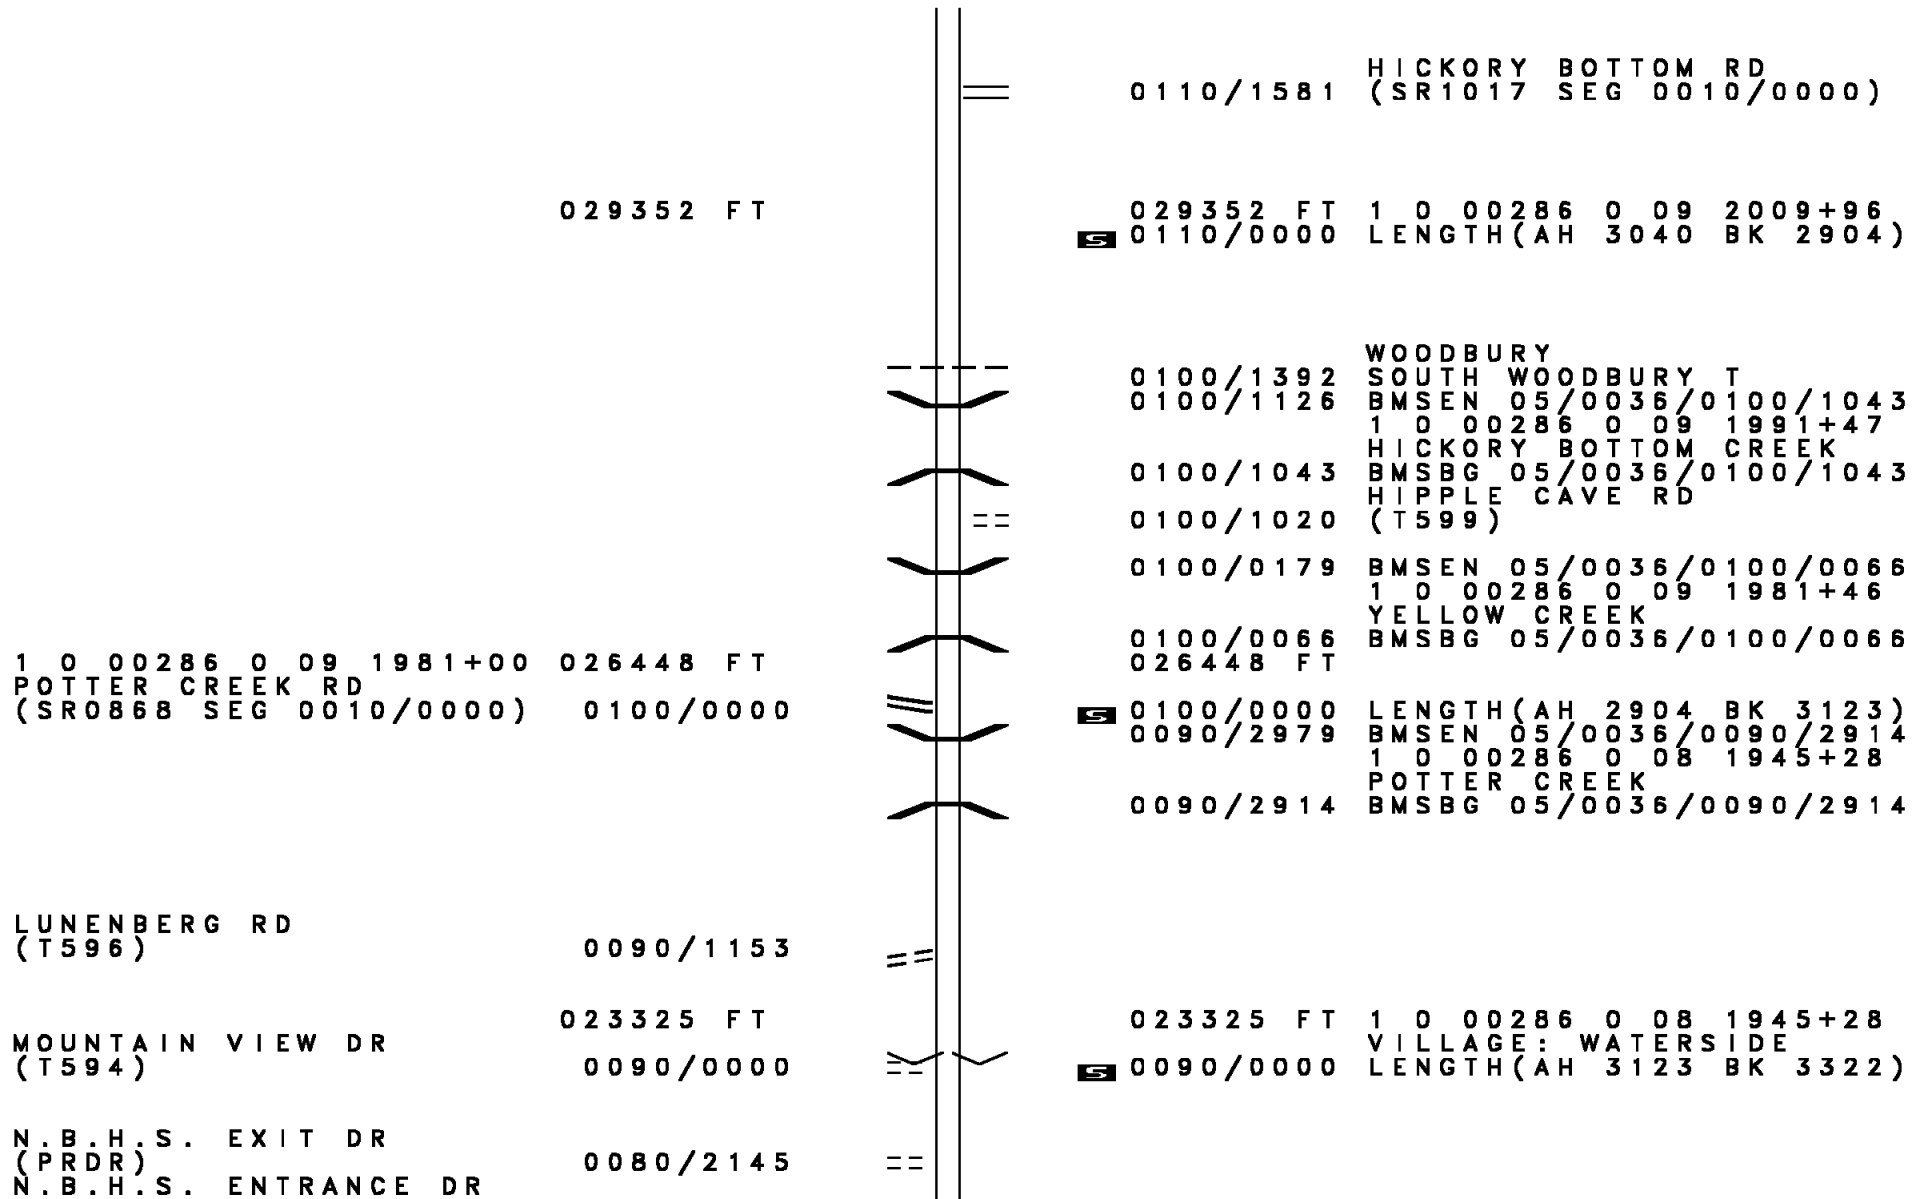 HICKORY BOTTOM RD
0110/1581 (SR1017 SEG 0010/0000)
029352 FT 029352 FT 1 0 00286 0 09 2009+96
S 0110/0000 LENGTH(AH 3040 BK 2904)
WOODBURY
0100/1392 SOUTH WOODBURY T
0100/1126 BMSEN 05/0036/0100/1043
1 0 00286 0 09 1991+47
HICKORY BOTTOM CREEK
0100/1043 BMSBG 05/0036/0100/1043
HIPPLE CAVE RD
0100/1020 (T599)
0100/0179 BMSEN 05/0036/0100/0066
1 0 00286 0 09 1981+46
YELLOW CREEK
0100/0066 BMSBG 05/0036/0100/0066
1 0 00286 0 09 1981+00 026448 FT 026448 FT
POTTER CREEK RD
(SR0868 SEG 0010/0000) 0100/0000 S 0100/0000 LENGTH(AH 2904 BK 3123)
0090/2979 BMSEN 05/0036/0090/2914
1 0 00286 0 08 1945+28
POTTER CREEK
0090/2914 BMSBG 05/0036/0090/2914
LUNENBERG RD
(T596) 0090/1153
023325 FT 023325 FT 1 0 00286 0 08 1945+28
MOUNTAIN VIEW DR VILLAGE: WATERSIDE
(T594) 0090/0000 S 0090/0000 LENGTH(AH 3123 BK 3322)
N.B.H.S. EXIT DR
(PRDR) 0080/2145
N.B.H.S. ENTRANCE DR